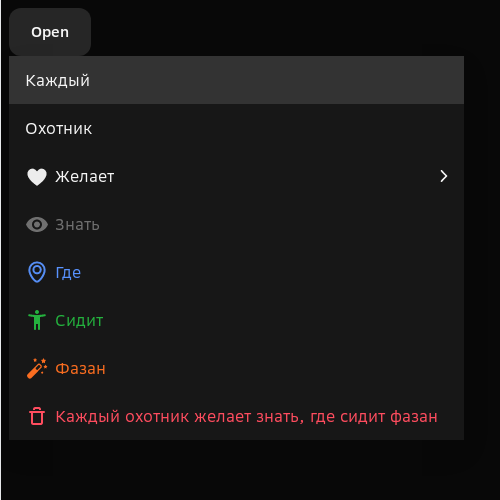 Open
Каждый
Охотник
Желает
Знать
Где
Сидит
Фазан
Каждый охотник желает знать, где сидит фазан